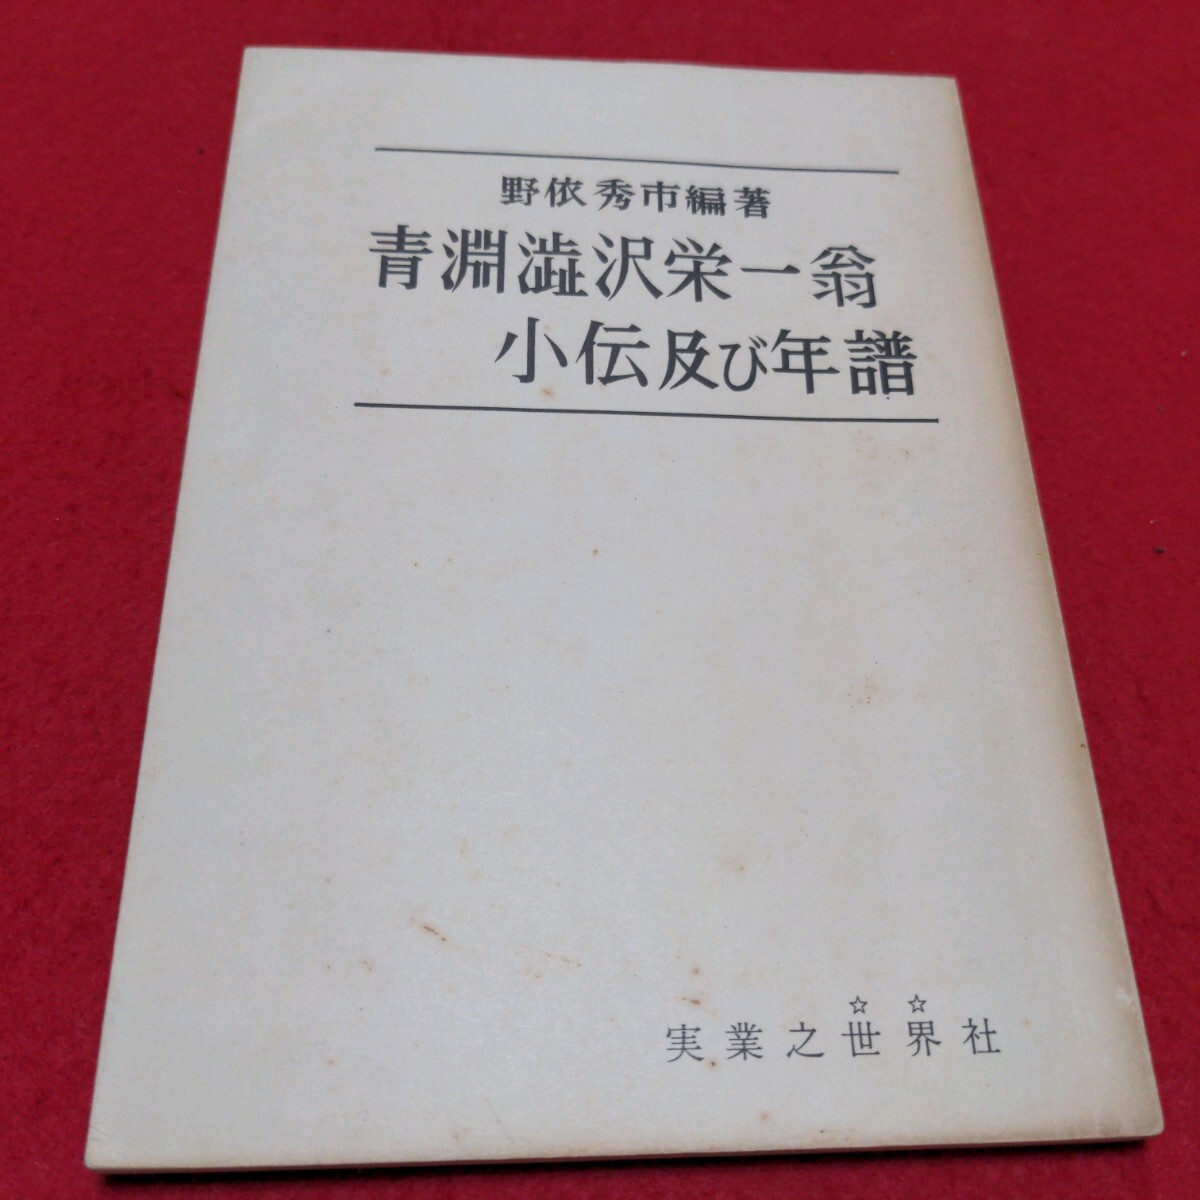 野依秀市編著
青淵澁沢栄一翁
小伝及び年譜
☆☆
実業之世界社